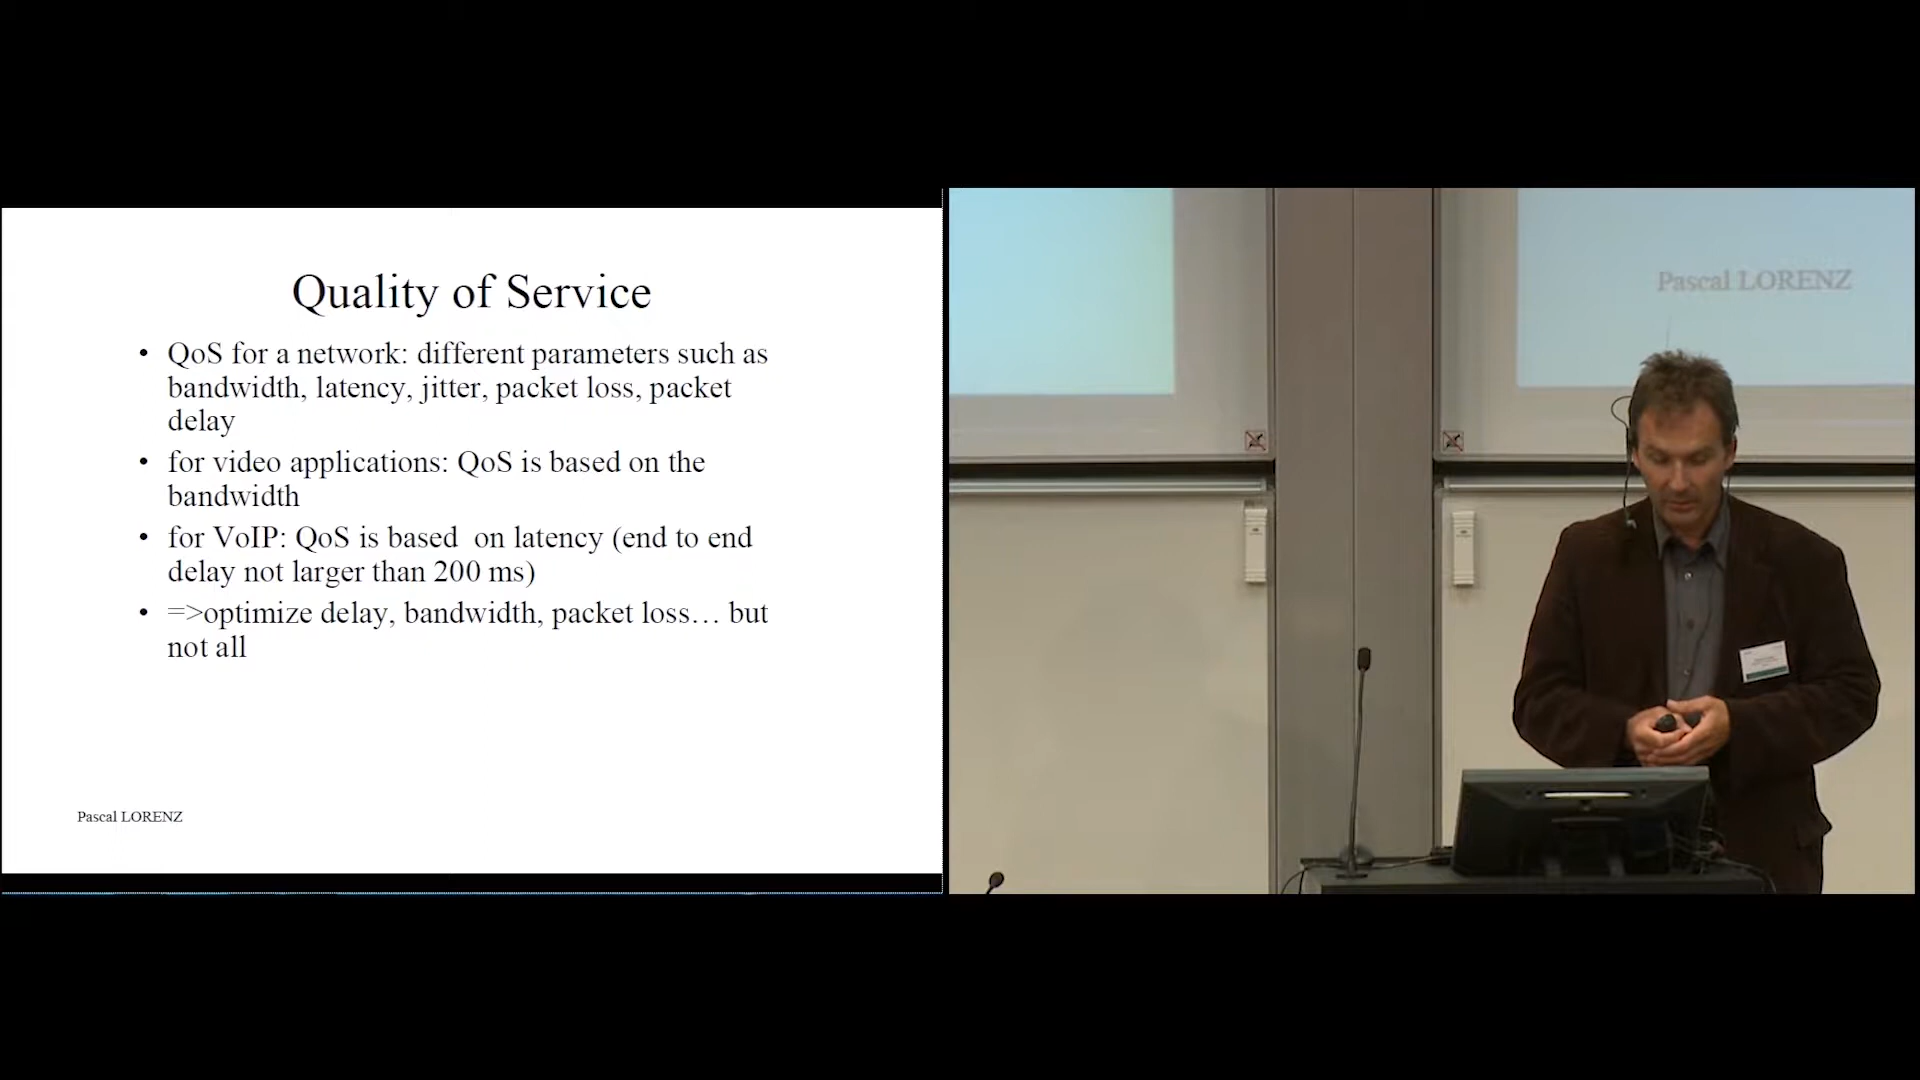 Quality of Service
• QoS for a network: different parameters such as
bandwidth, latency, jitter, packet loss, packet
delay
• for video applications: QoS is based on the
bandwidth
• for VoIP: QoS is based  on latency (end to end
delay not larger than 200 ms)
• =>optimize delay, bandwidth, packet loss… but
not all
Pascal LORENZ
Pascal LORENZ